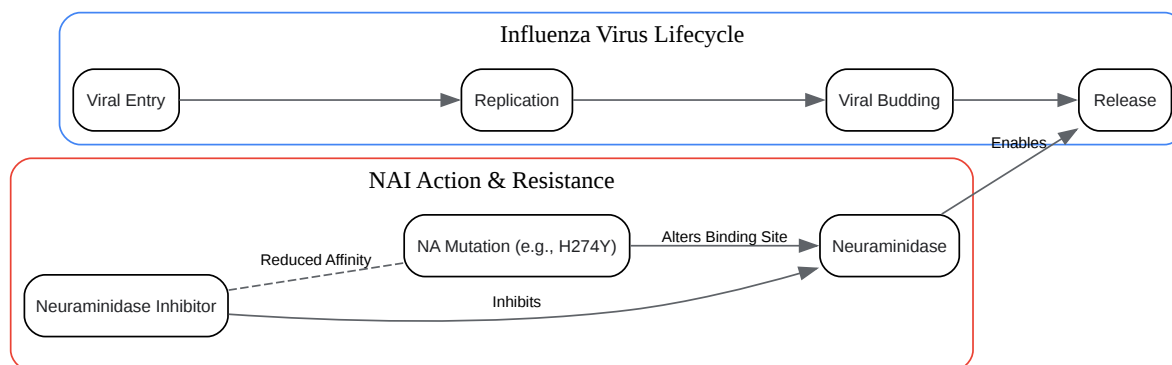 Influenza Virus Lifecycle
Viral Entry
Replication
Viral Budding
Release
Enables
NAI Action & Resistance
NA Mutation (e.g., H274Y)
Alters Binding Site
Neuraminidase
Reduced Affinity
Neuraminidase Inhibitor
Inhibits